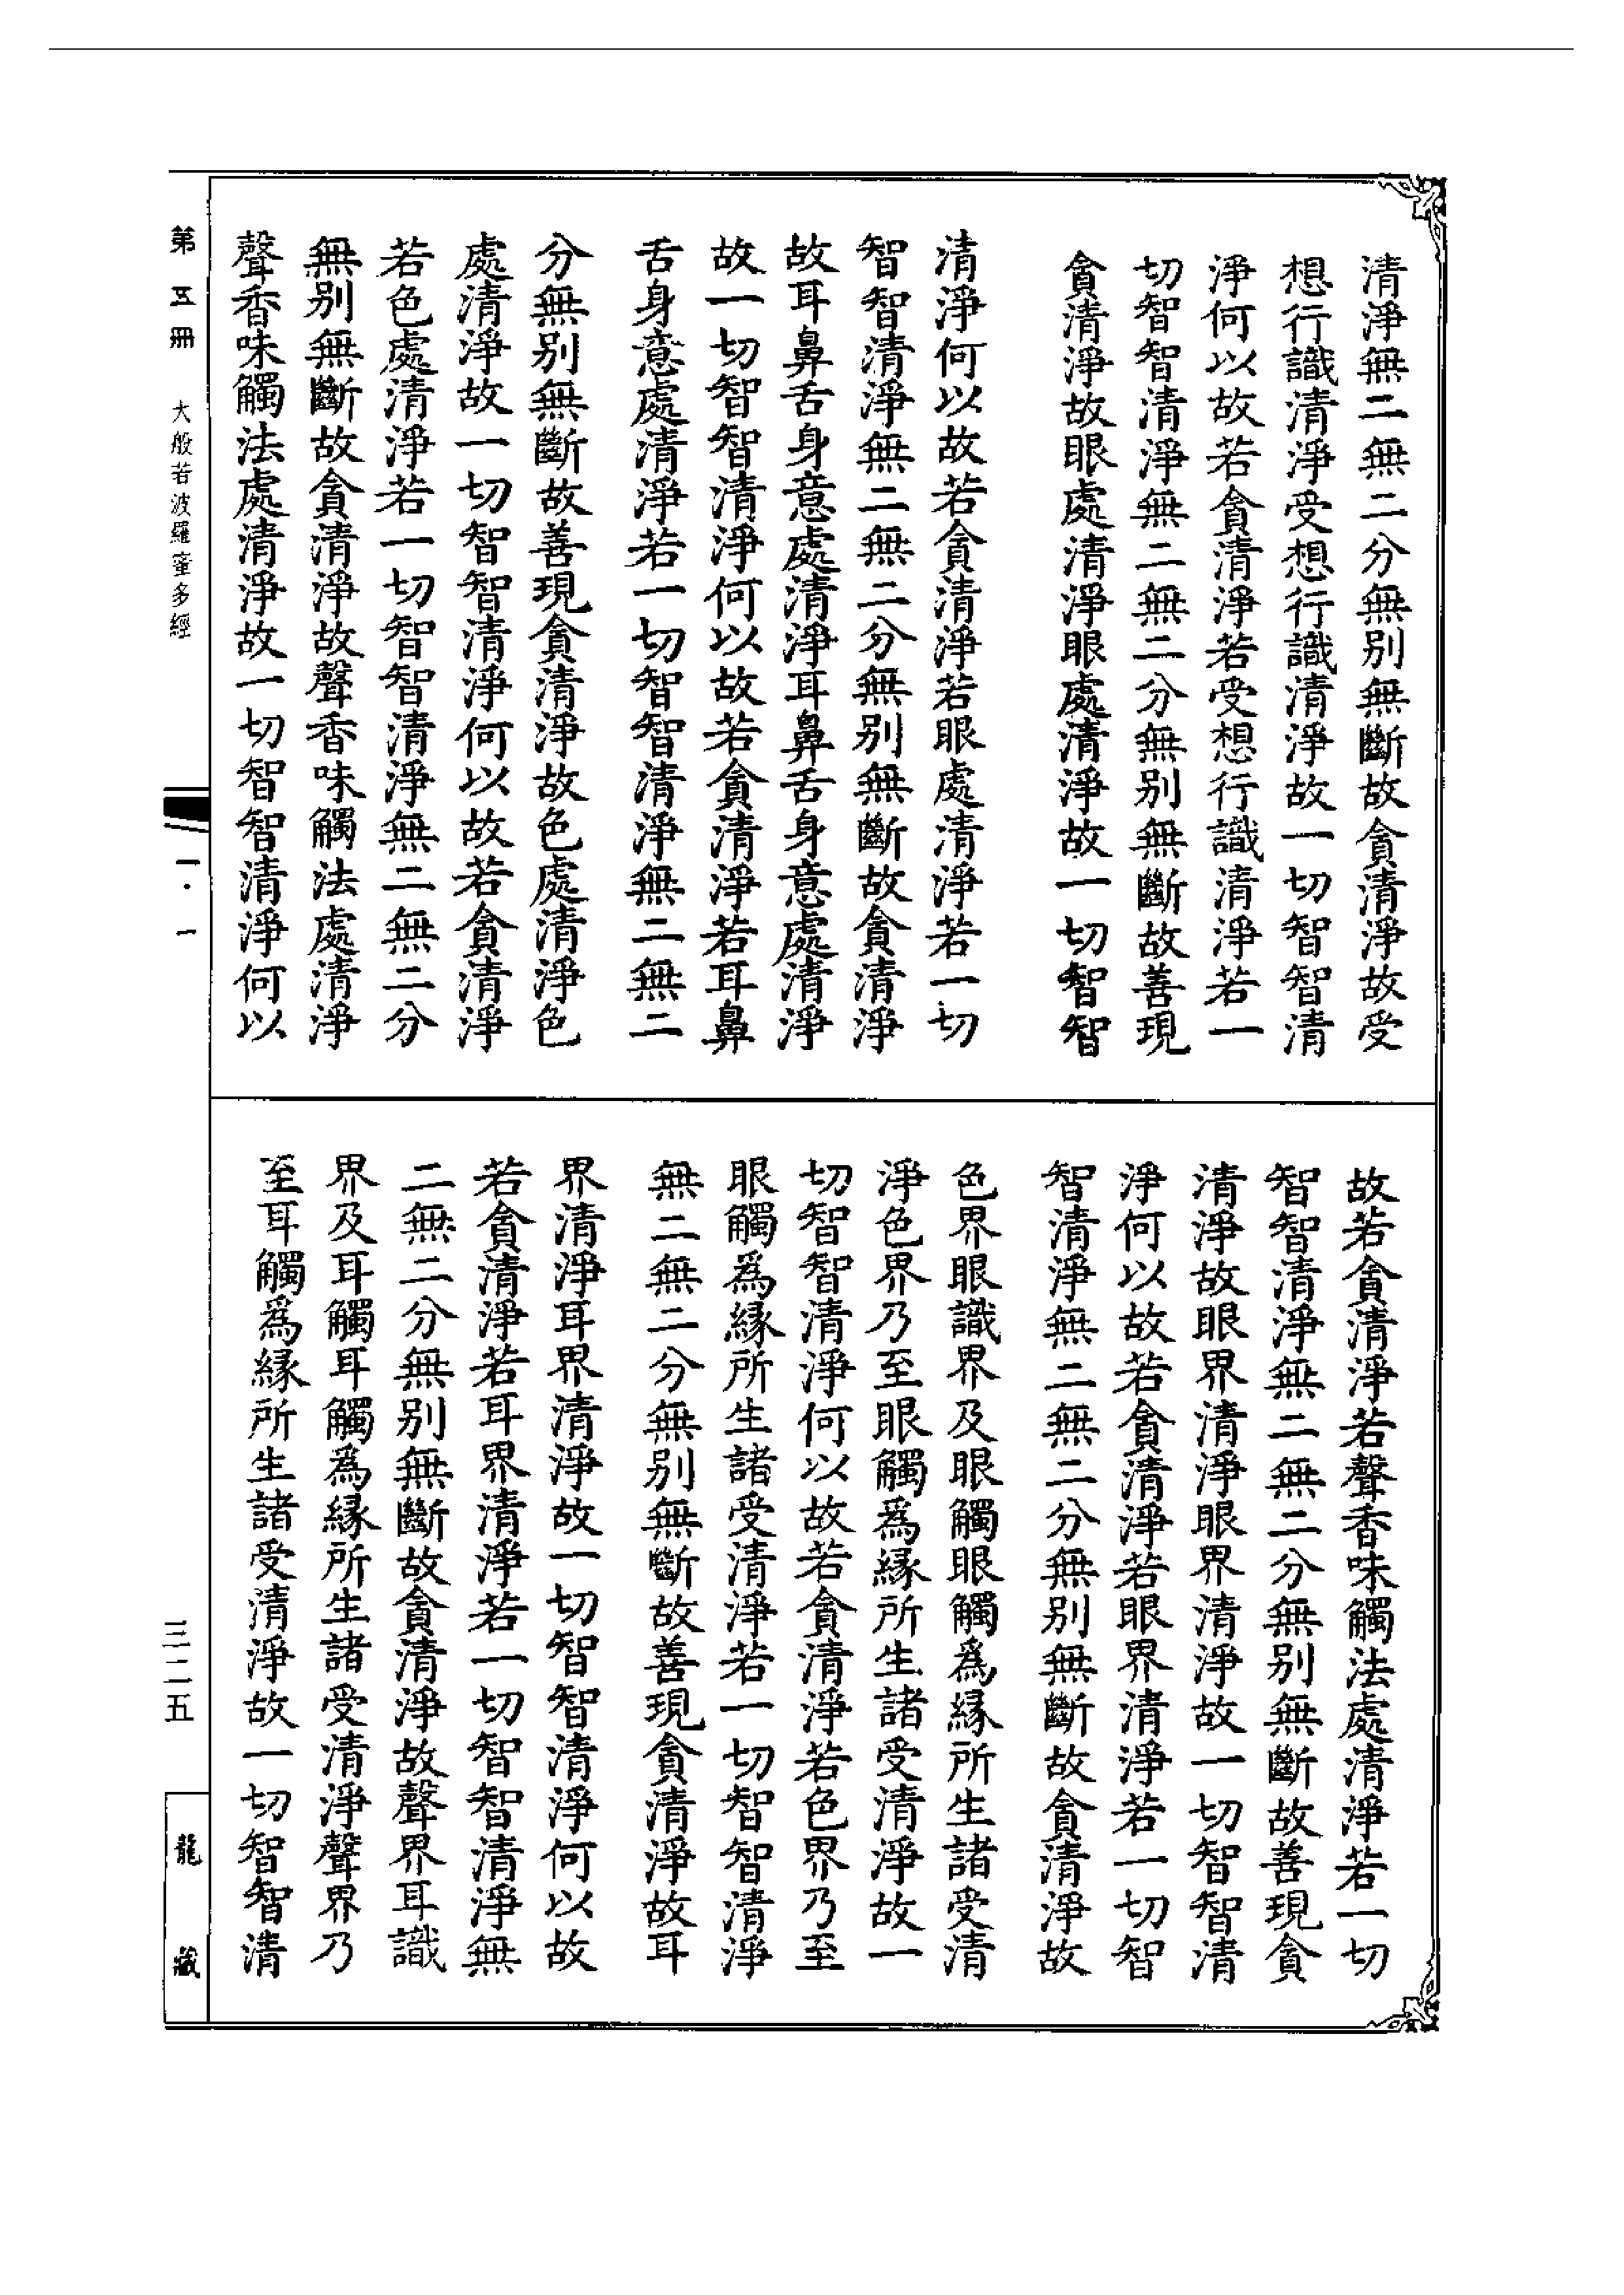 清淨無二無二分無别無斷故貪清淨故受
想行識清淨受想行識清淨故一切智智清
淨何以故若貪清淨若受想行識清淨若一
切智智清淨無二無二分無别無斷故善現
貪清淨故眼處清淨眼處清淨故一切智智
清淨何以故若貪清淨若眼處清淨若一切
智智清淨無二無二分無别無斷故貪清淨
故耳鼻舌身意處清淨耳鼻舌身意處清淨
故一切智智清淨何以故若貪清淨若耳鼻
舌身意處清淨若一切智智清淨無二無二
分無别無斷故善現貪清淨故色處清淨色
處清淨故一切智智清淨何以故若貪清淨
若色處清淨若一切智智清淨無二無二分
無别無斷故貪清淨故聲香味觸法處清淨
聲香味觸法處清淨故一切智智清淨何以
故若貪清淨若聲香味觸法處清淨若一切
智智清淨無二無二分無别無斷故善現貪
清淨故眼界清淨眼界清淨故一切智智清
淨何以故若貪清淨若眼界清淨若一切智
智清淨無二無二分無别無斷故貪清淨故
色界眼識界及眼觸眼觸爲緣所生諸受清
淨色界乃至眼觸爲緣所生諸受清淨故一
切智智清淨何以故若貪清淨若色界乃至
眼觸爲緣所生諸受清淨若一切智智清淨
無二無二分無别無斷故善現貪清淨故耳
界清淨耳界清淨故一切智智清淨何以故
若貪清淨若耳界清淨若一切智智清淨無
二無二分無别無斷故貪清淨故聲界耳識
界及耳觸耳觸爲緣所生諸受清淨聲界乃
至耳觸爲緣所生諸受清淨故一切智智清
第五冊 大般若波羅蜜多經 一·一
三二五
龍藏